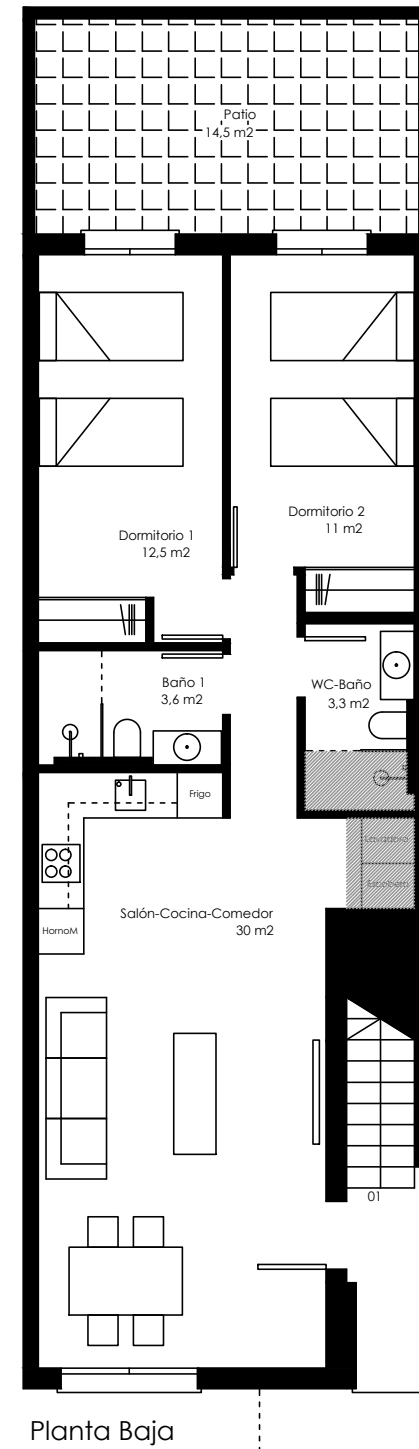 Patio
14,5 m2
Dormitorio 2
11 m2
Dormitorio 1
12,5 m2
Baño 1
3,6 m2
WC-Baño
3,3 m2
Frigo
Lavadora
Escobero
HornoM
Salón-Cocina-Comedor
30 m2
01
Planta Baja